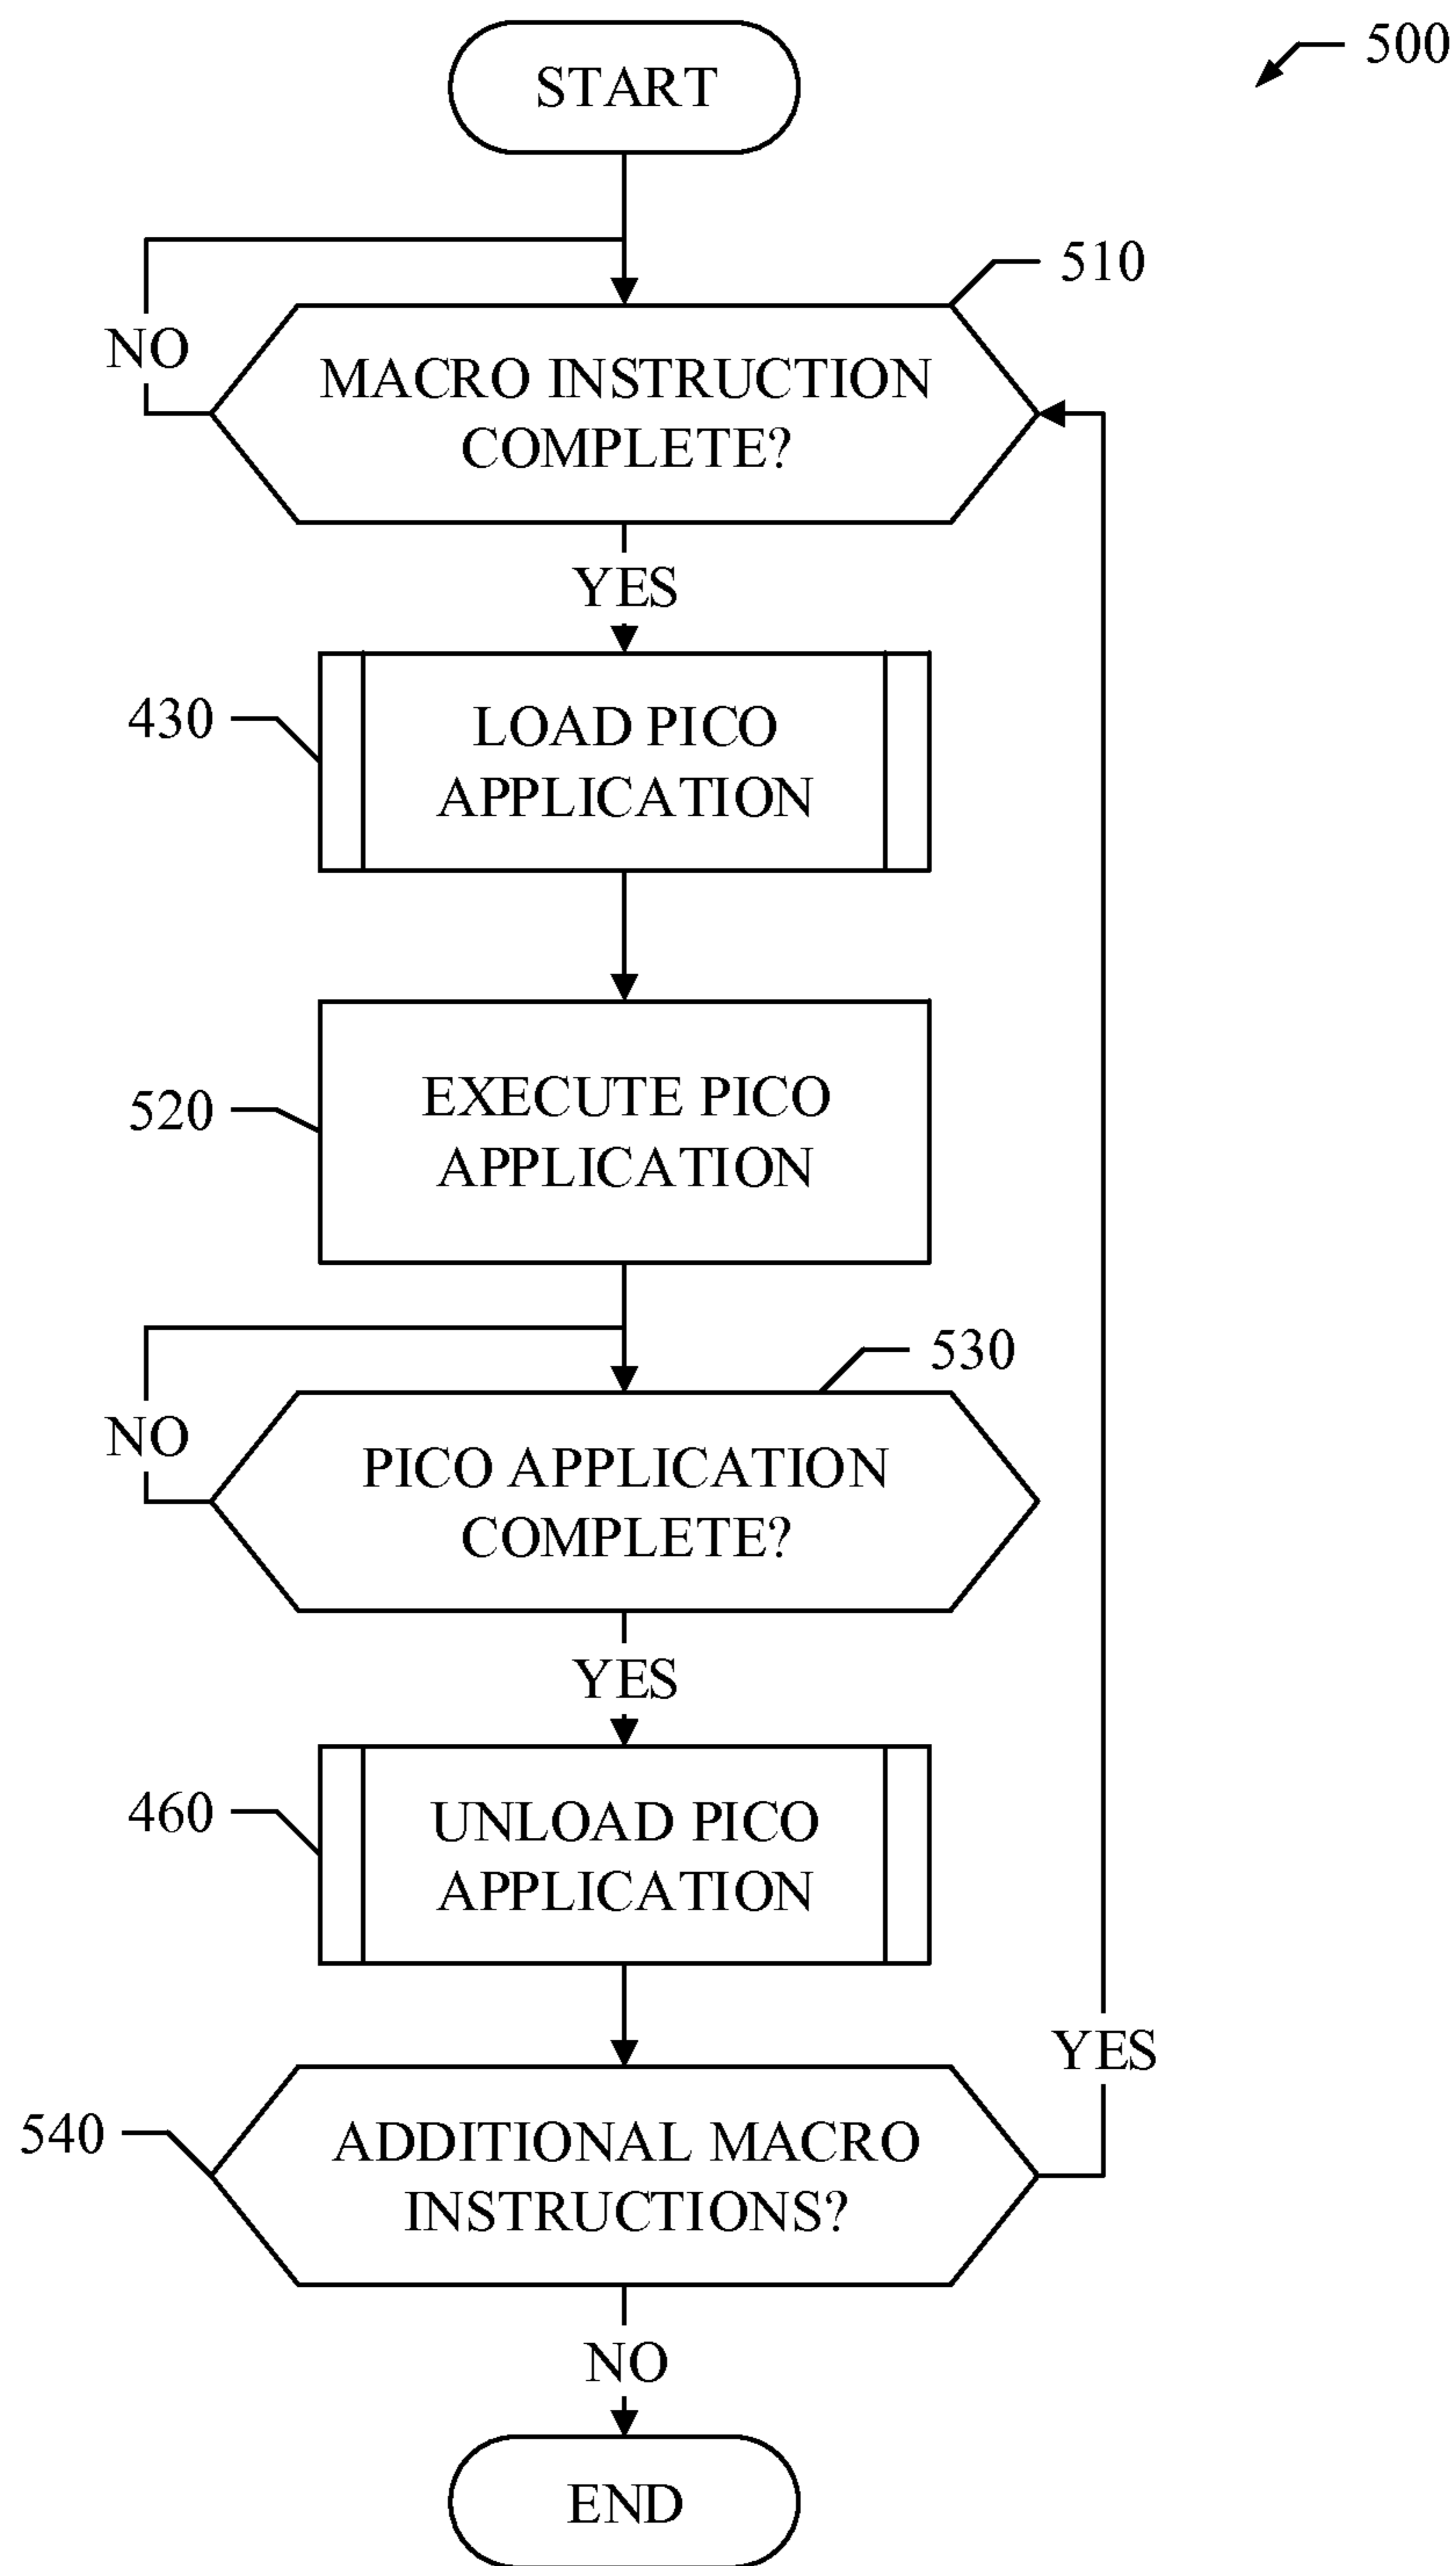 START
500
510
NO
MACRO INSTRUCTION
COMPLETE?
YES
430
LOAD PICO
APPLICATION
520
EXECUTE PICO
APPLICATION
530
NO
PICO APPLICATION
COMPLETE?
YES
460
UNLOAD PICO
APPLICATION
YES
540
ADDITIONAL MACRO
INSTRUCTIONS?
NO
END